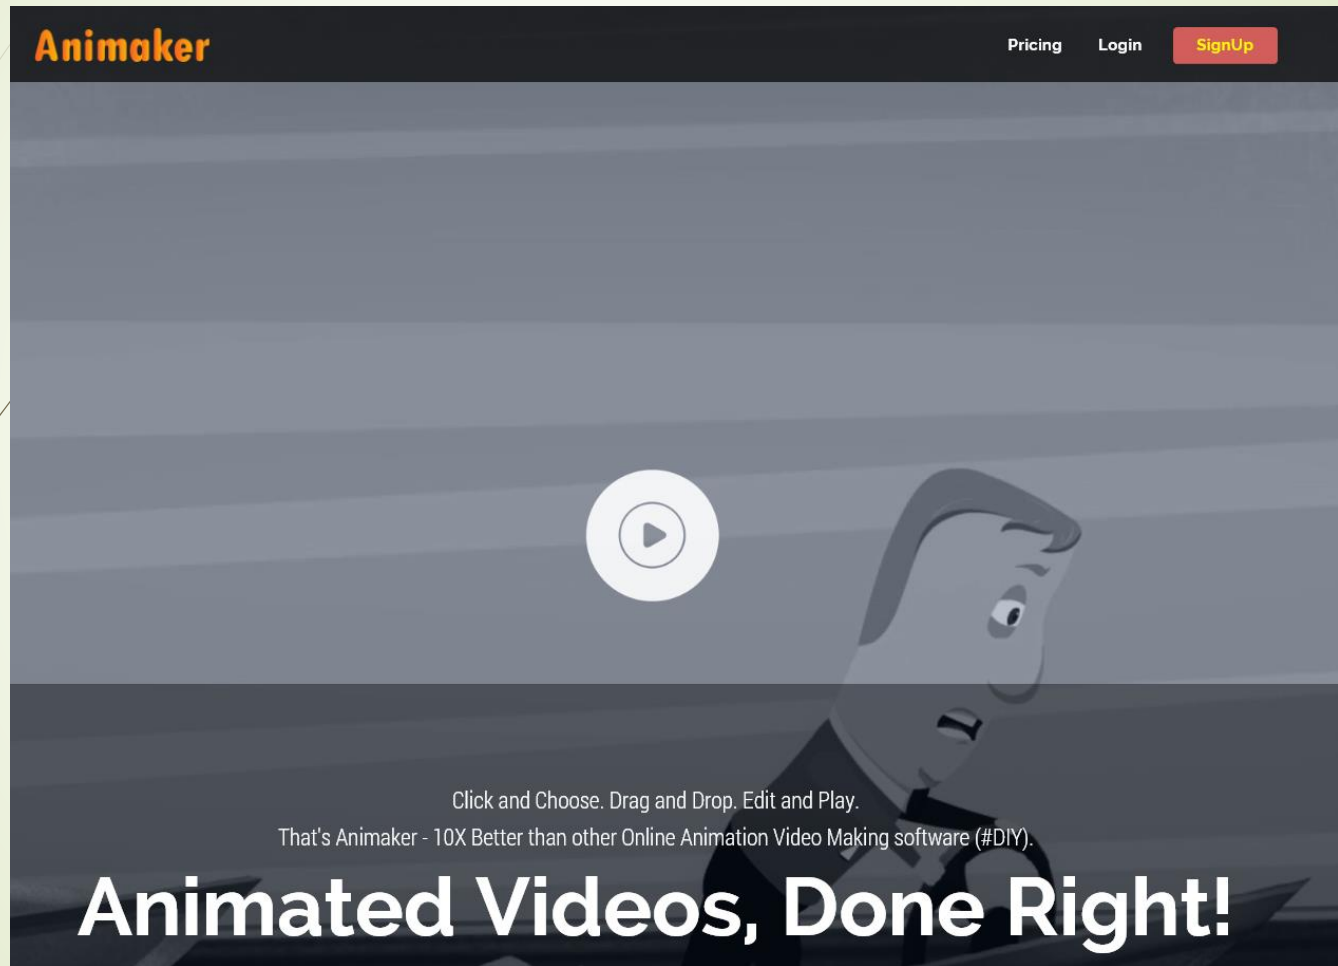 Animaker
Pricing Login SignUp
Click and Choose. Drag and Drop. Edit and Play.
That's Animaker - 10X Better than other Online Animation Video Making software (#DIY).
Animated Videos, Done Right!